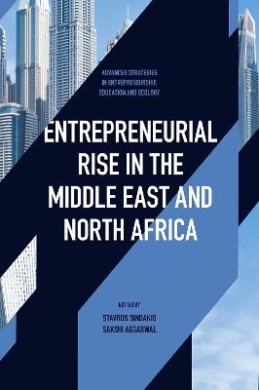 ADVANCED STRATEGIES
IN ENTREPRENEURSHIP,
EDUCATION AND ECOLOGY
ENTREPRENEURIAL
RISE IN THE
MIDDLE EAST AND
NORTH AFRICA
EDITED BY
STAVROS SINDAKIS
SAKSHI AGGARWAL